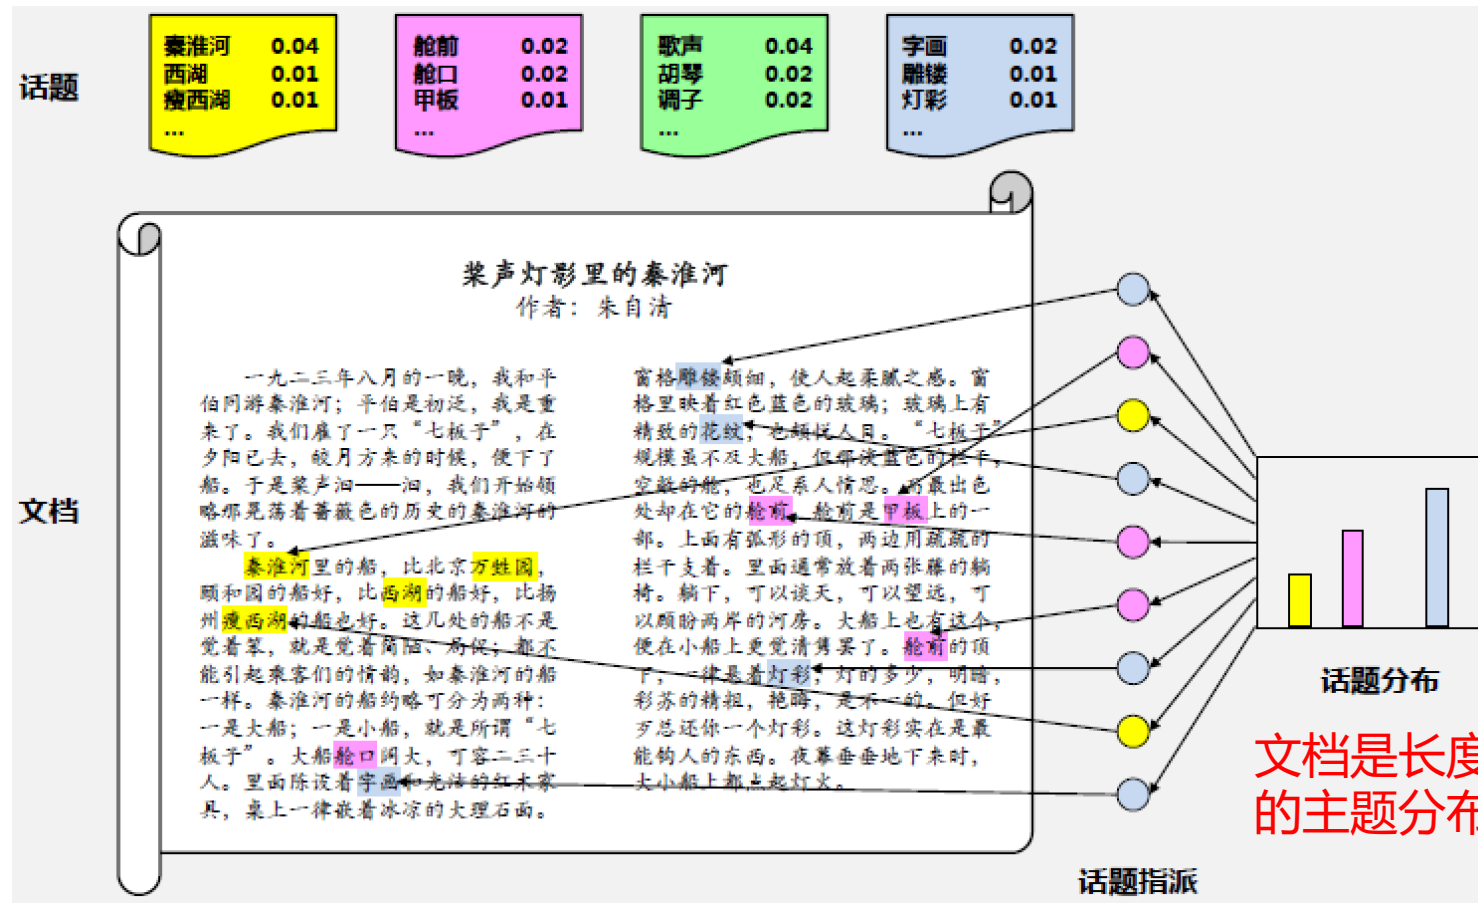 话题
秦淮河 0.04
西湖 0.01
瘦西湖 0.01
...
舱前 0.02
舱口 0.02
甲板 0.01
...
歌声 0.04
胡琴 0.02
调子 0.02
...
字画 0.02
雕镂 0.01
灯彩 0.01
...
文档
桨声灯影里的秦淮河
作者：朱自清
一九二三年八月的一晚，我和平
伯同游秦淮河；平伯是初泛，我是重
来了。我们雇了一只“七板子”，在
夕阳已去，皎月方来的时候，便下了
船。于是桨声汩——汩，我们开始领
略那晃荡着蔷薇色的历史的秦淮河的
滋味了。
秦淮河里的船，比北京万甡园，
颐和园的船好，比西湖的船好，比扬
州瘦西湖的船也好。这几处的船不是
觉着笨，就是觉着简陋、局促；都不
能引起乘客们的情韵，如秦淮河的船
一样。秦淮河的船约略可分为两种：
一是大船；一是小船，就是所谓“七
板子”。大船舱口阔大，可容二三十
人。里面陈设着字画和光洁的红木家
具，桌上一律嵌着冰凉的大理石面。
窗格雕镂颇细，使人起柔腻之感。窗
格里映着红色蓝色的玻璃；玻璃上有
精致的花纹，也颇悦人目。“七板子”
规模虽不及大船，但那淡蓝色的栏干，
空敞的舱，也足系人情思。而最出色
处却在它的舱前。舱前是甲板上的一
部。上面有弧形的顶，两边用疏疏的
栏干支着。里面通常放着两张藤的躺
椅。躺下，可以谈天，可以望远，可
以顾盼两岸的河房。大船上也有这个，
便在小船上更觉清隽罢了。舱前的顶
下，一律悬着灯彩；灯的多少，明暗，
彩苏的精粗，艳晦，是不一的。但好
歹总还你一个灯彩。这灯彩实在是最
能钩人的东西。夜幕垂垂地下来时，
大小船上都点起灯火。
话题指派
话题分布
文档是长度
的主题分布